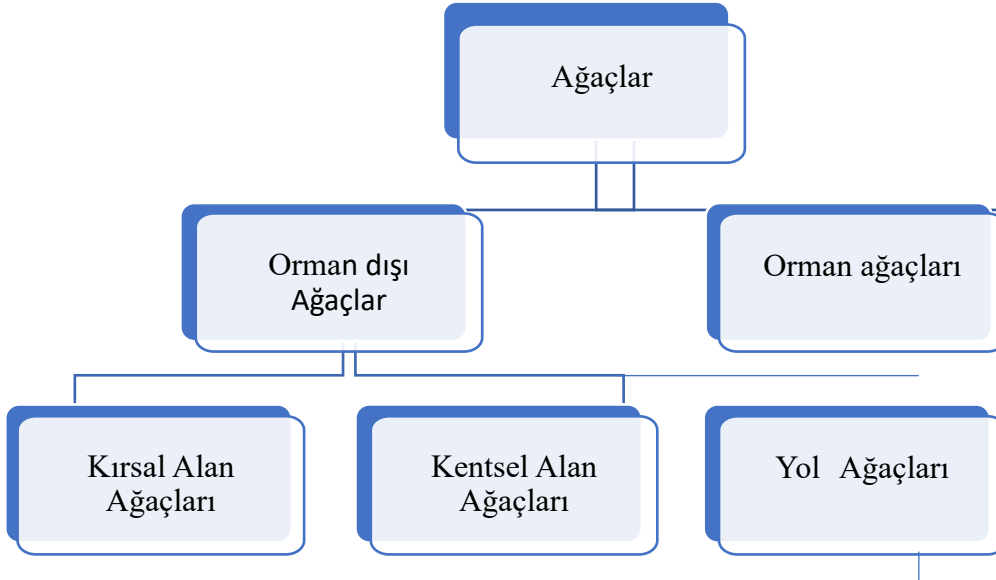 Ağaçlar
Orman dışı
Ağaçlar
Orman ağaçları
Kırsal Alan
Ağaçları
Kentsel Alan
Ağaçları
Yol Ağaçları